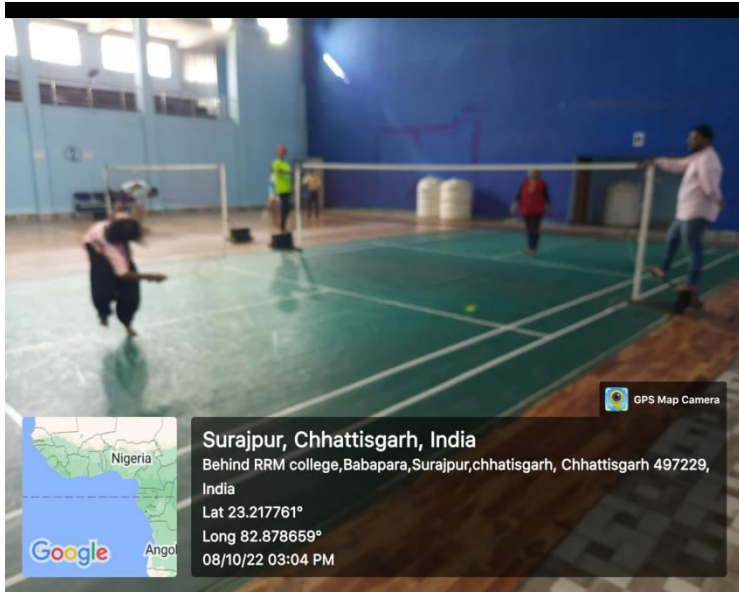 2
GPS Map Camera
Surajpur, Chhattisgarh, India
Behind RRM college,Babapara,Surajpur,chhatisgarh, Chhattisgarh 497229,
India
Lat 23.217761°
Long 82.878659°
08/10/22 03:04 PM
Nigeria
Angol
Google